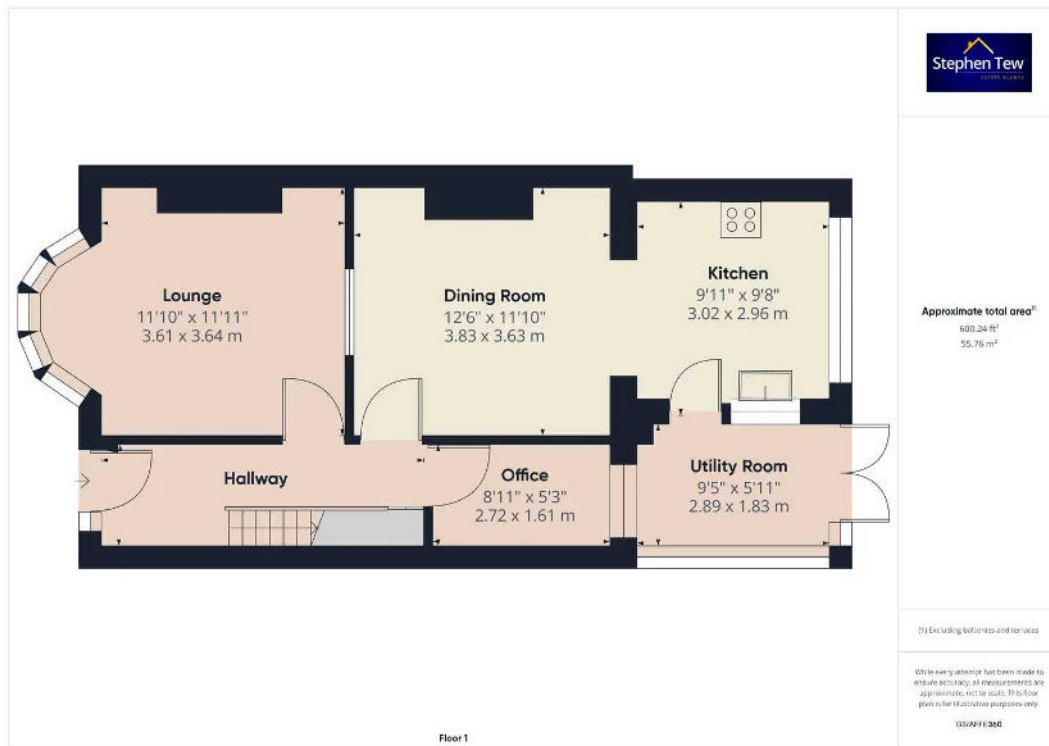 Lounge
11'10" x 11'11"
3.61 x 3.64 m
Dining Room
12'6" x 11'10"
3.83 x 3.63 m
Kitchen
9'11" x 9'8"
3.02 x 2.96 m
Hallway
Office
8'11" x 5'3"
2.72 x 1.61 m
Utility Room
9'5" x 5'11"
2.89 x 1.83 m
Floor 1
Stephen Tew
ESTATE AGENTS
Approximate total area(1)
600.24 ft²
55.76 m²
(1) Excluding balconies and terraces
While every attempt has been made to
ensure accuracy, all measurements are
approximate, not to scale. This floor
plan is for illustrative purposes only.
GIRAFFE360